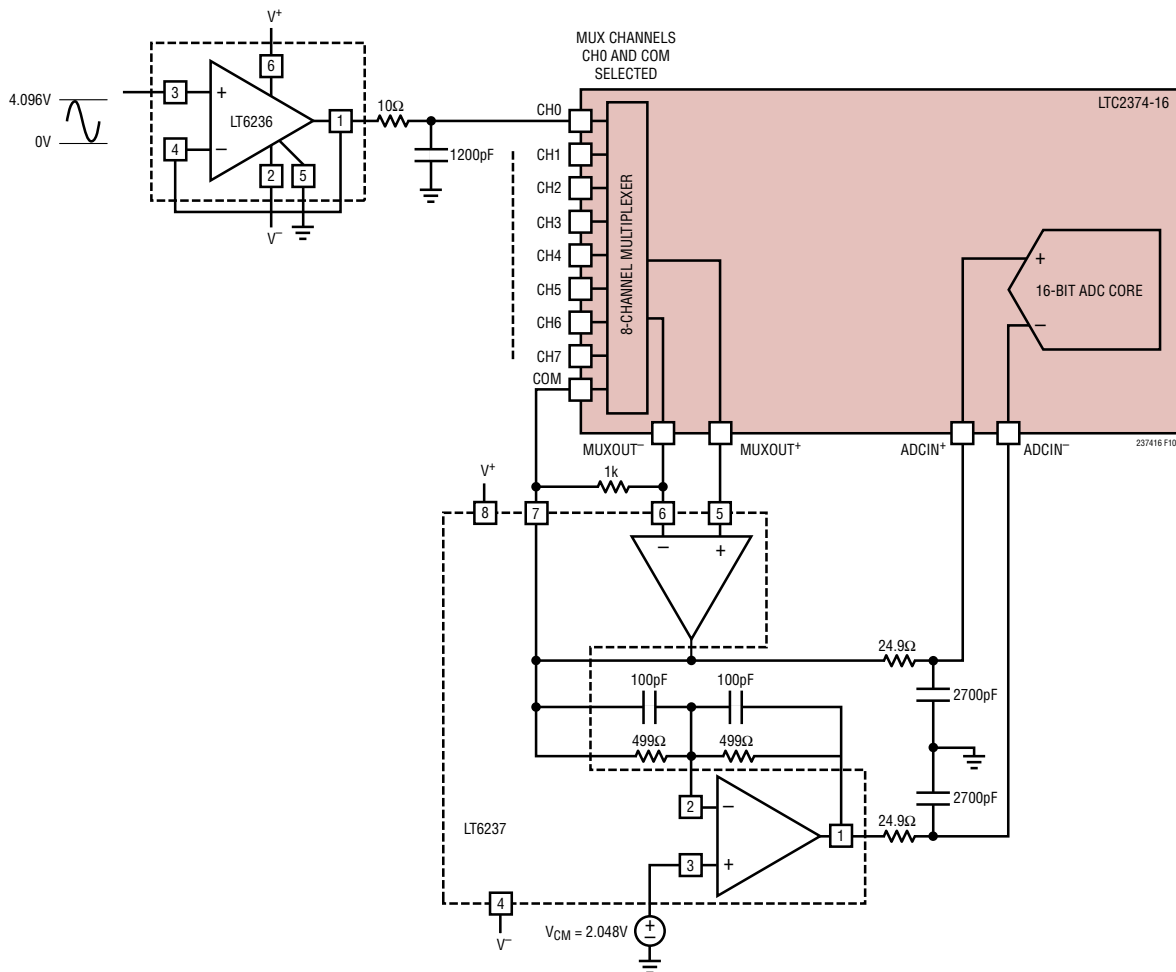 V+
6
MUX CHANNELS
CH0 AND COM
SELECTED
LTC2374-16
4.096V
0V
3
+
LT6236
4
−
1
10Ω
2
5
V−
1200pF
CH0
CH1
CH2
CH3
CH4
CH5
CH6
CH7
COM
8-CHANNEL MULTIPLEXER
+
16-BIT ADC CORE
−
237416 F10
MUXOUT−
MUXOUT+
ADCIN+
ADCIN−
1k
V+
8
7
6
5
−
+
24.9Ω
100pF
100pF
2700pF
499Ω
499Ω
2700pF
2
−
LT6237
1
24.9Ω
3
+
4
V−
VCM = 2.048V
+
−